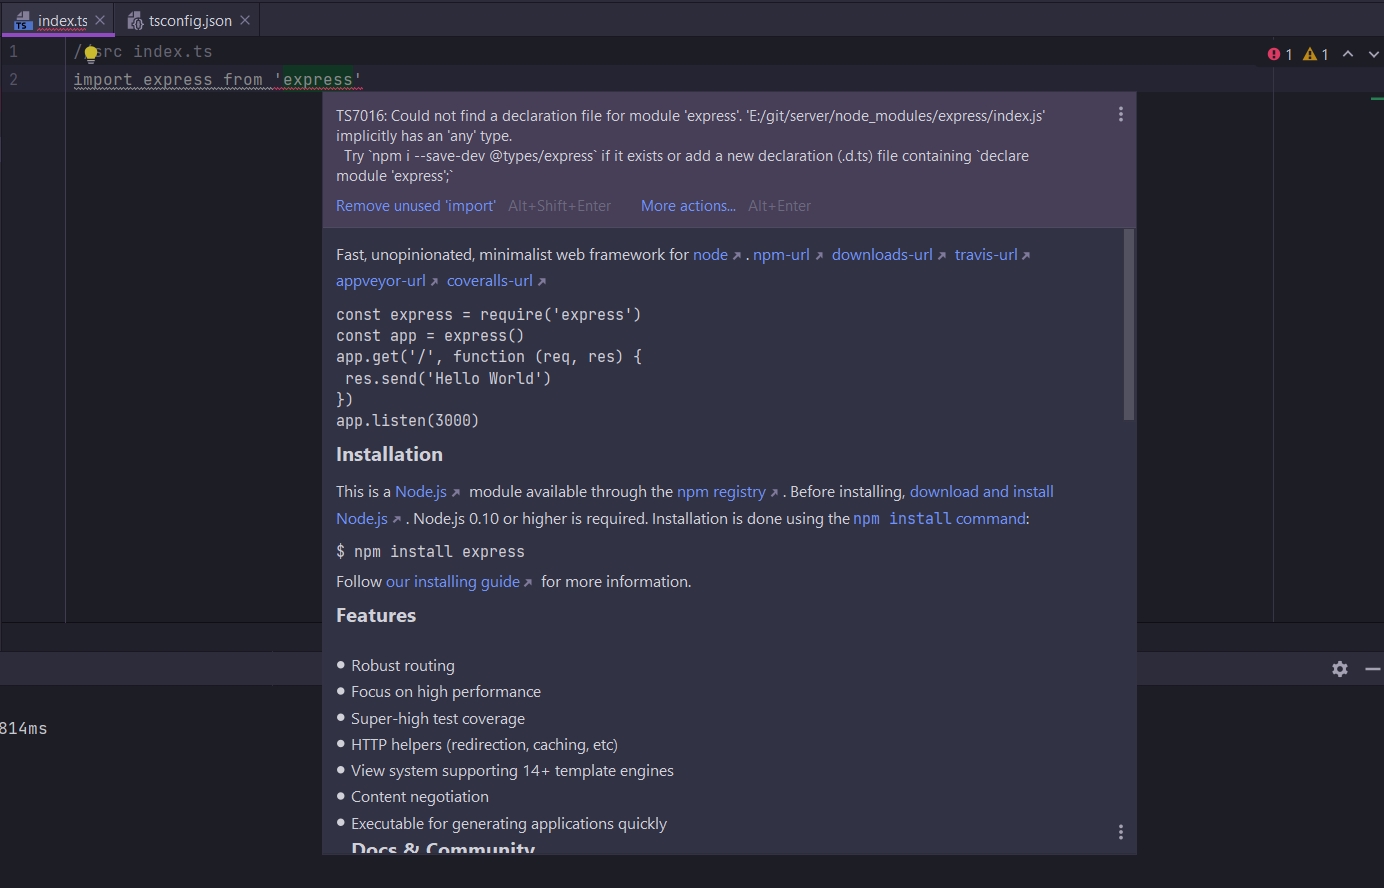 index.ts
tsconfig.json
1 1
1 / src index.ts
2 import express from 'express'
TS7016: Could not find a declaration file for module 'express'. 'E:/git/server/node_modules/express/index.js'
implicitly has an 'any' type.
Try `npm i --save-dev @types/express` if it exists or add a new declaration (.d.ts) file containing `declare
module 'express';`
Remove unused 'import' Alt+Shift+Enter More actions... Alt+Enter
Fast, unopinionated, minimalist web framework for node . npm-url downloads-url travis-url
appveyor-url coveralls-url
const express = require('express')
const app = express()
app.get('/', function (req, res) {
res.send('Hello World')
})
app.listen(3000)
Installation
This is a Node.js module available through the npm registry . Before installing, download and install
Node.js . Node.js 0.10 or higher is required. Installation is done using the npm install command:
$ npm install express
Follow our installing guide for more information.
Features
Robust routing
Focus on high performance
Super-high test coverage
814ms
HTTP helpers (redirection, caching, etc)
View system supporting 14+ template engines
Content negotiation
Executable for generating applications quickly
Docs & Community